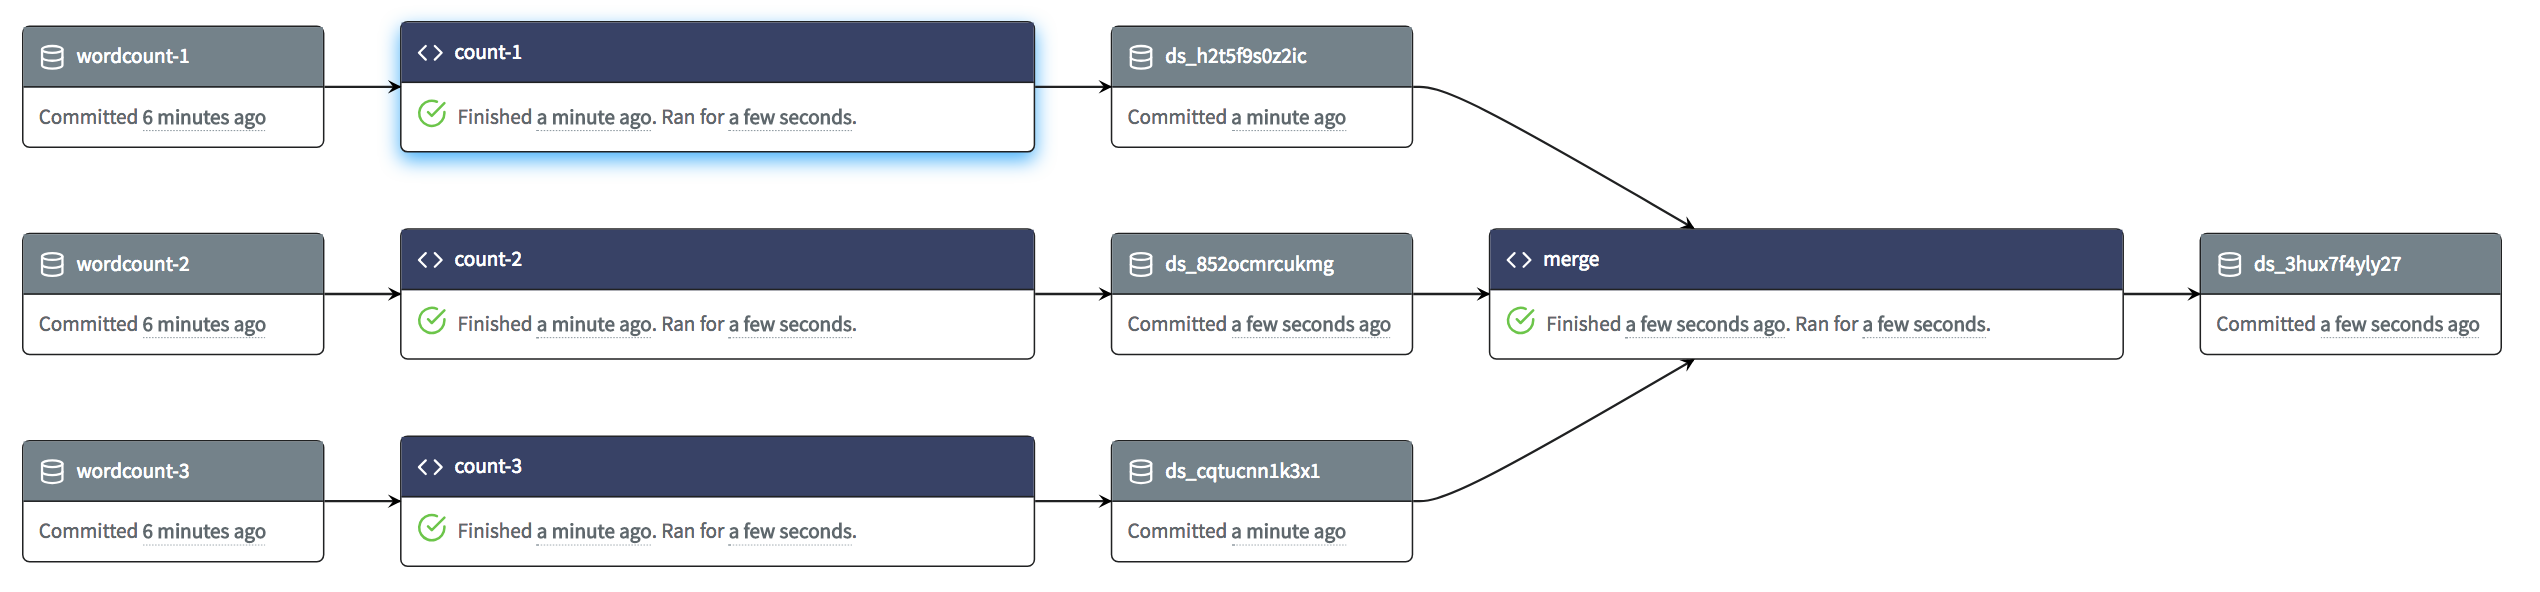 wordcount-1
Committed 6 minutes ago
count-1
Finished a minute ago. Ran for a few seconds.
ds_h2t5f9s0z2ic
Committed a minute ago
wordcount-2
Committed 6 minutes ago
count-2
Finished a minute ago. Ran for a few seconds.
ds_852ocmrcukmg
Committed a few seconds ago
merge
Finished a few seconds ago. Ran for a few seconds.
ds_3hux7f4yly27
Committed a few seconds ago
wordcount-3
Committed 6 minutes ago
count-3
Finished a minute ago. Ran for a few seconds.
ds_cqtucnn1k3x1
Committed a minute ago